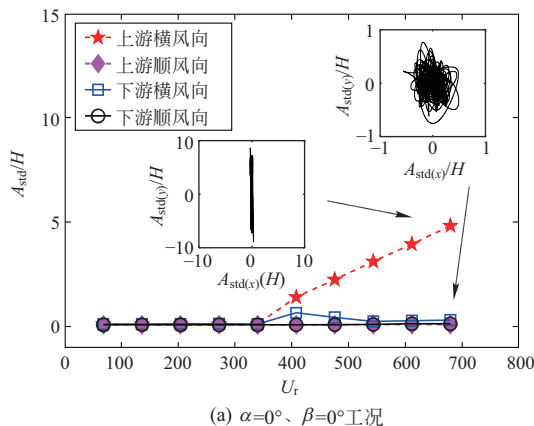 15
10
5
0
A_std/H
上游横风向
上游顺风向
下游横风向
下游顺风向
1
0
−1
A_std(y)/H
−1 0 1
A_std(x)/H
10
0
−10
A_std(y)/H
−10 0 10
A_std(x)(H)
0 100 200 300 400 500 600 700 800
U_r
(a) α=0°、β=0°工况